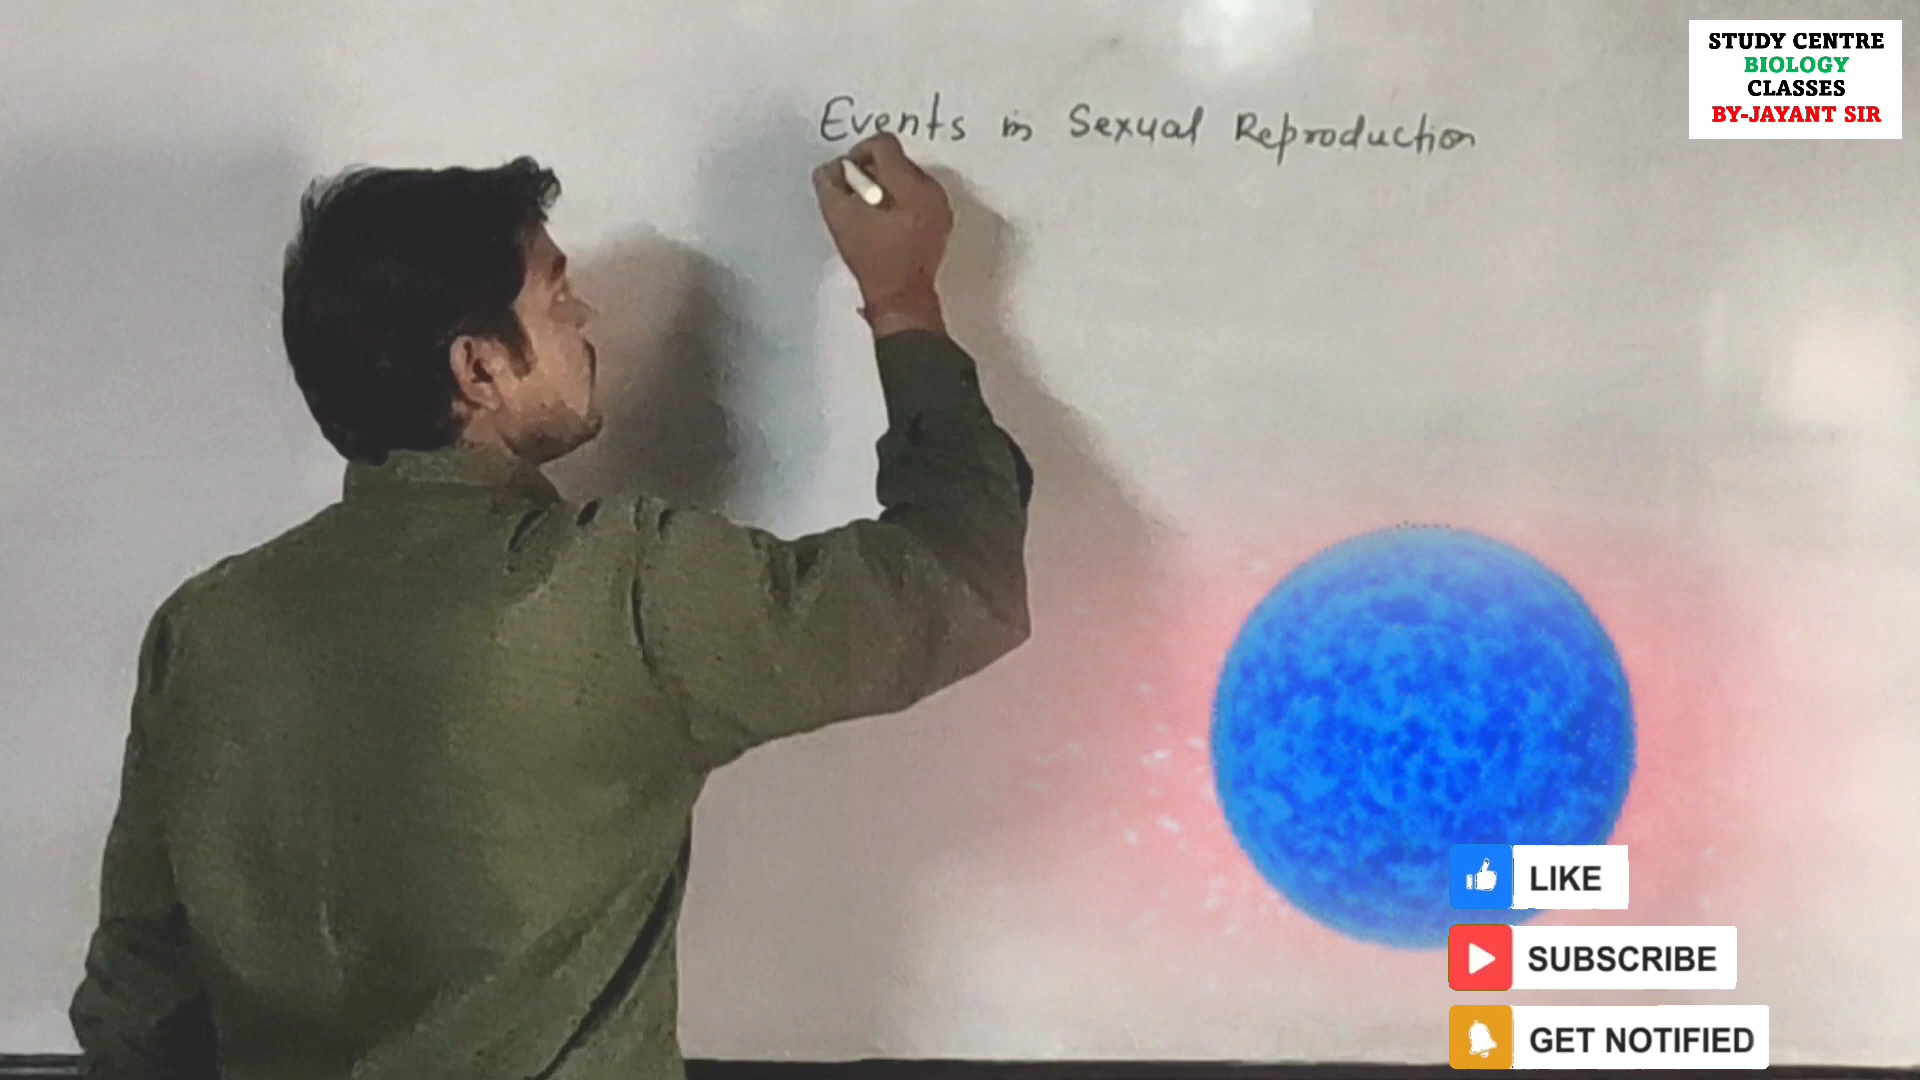 Events in Sexual Reproduction
STUDY CENTRE
BIOLOGY
CLASSES
BY-JAYANT SIR
LIKE
SUBSCRIBE
GET NOTIFIED